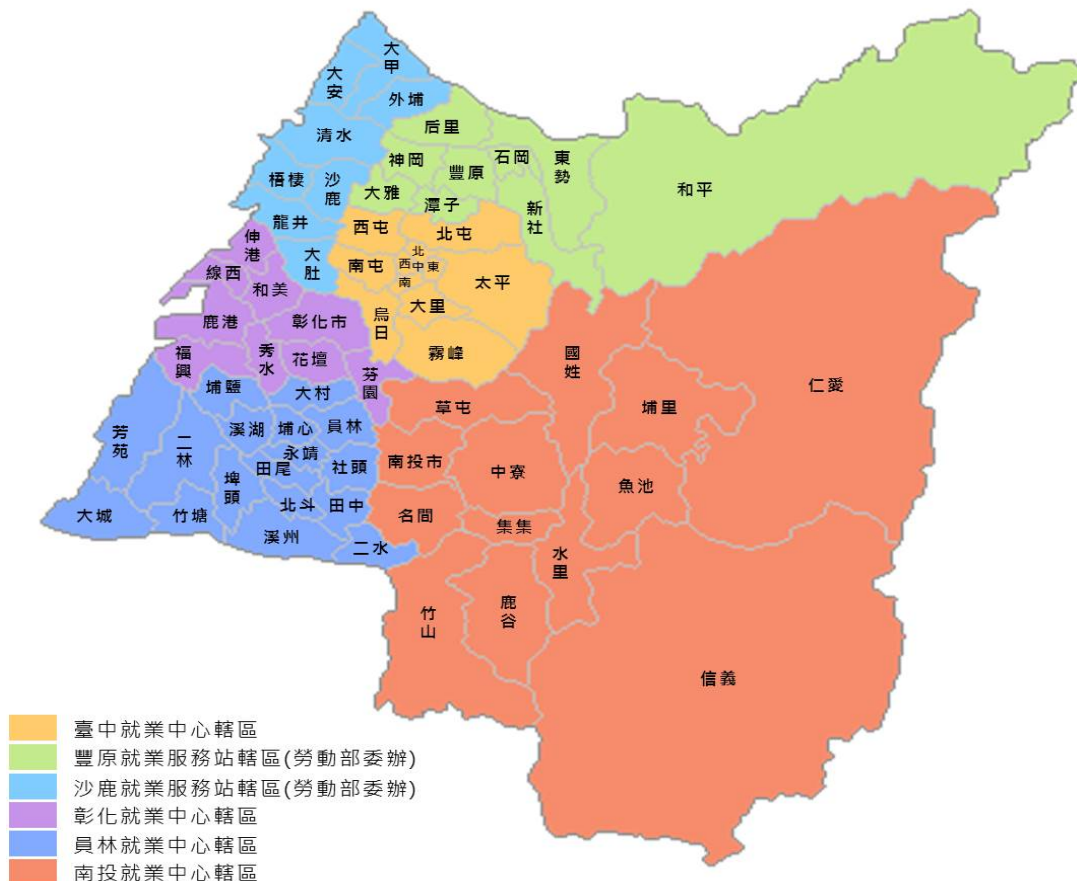 大甲
大安
外埔
后里
清水
神岡
石岡
東勢
豐原
和平
梧棲
沙鹿
大雅
潭子
新社
龍井
西屯
北屯
伸港
大肚
北
線西
南屯
西中東
和美
南
太平
鹿港
彰化市
烏日
大里
福興
秀水
花壇
霧峰
國姓
芬園
仁愛
埔鹽
大村
草屯
埔里
芳苑
二林
溪湖
埔心
員林
永靖
南投市
中寮
埤頭
田尾
社頭
魚池
大城
竹塘
北斗
田中
名間
集集
溪州
二水
水里
竹山
鹿谷
信義
臺中就業中心轄區
豐原就業服務站轄區(勞動部委辦)
沙鹿就業服務站轄區(勞動部委辦)
彰化就業中心轄區
員林就業中心轄區
南投就業中心轄區